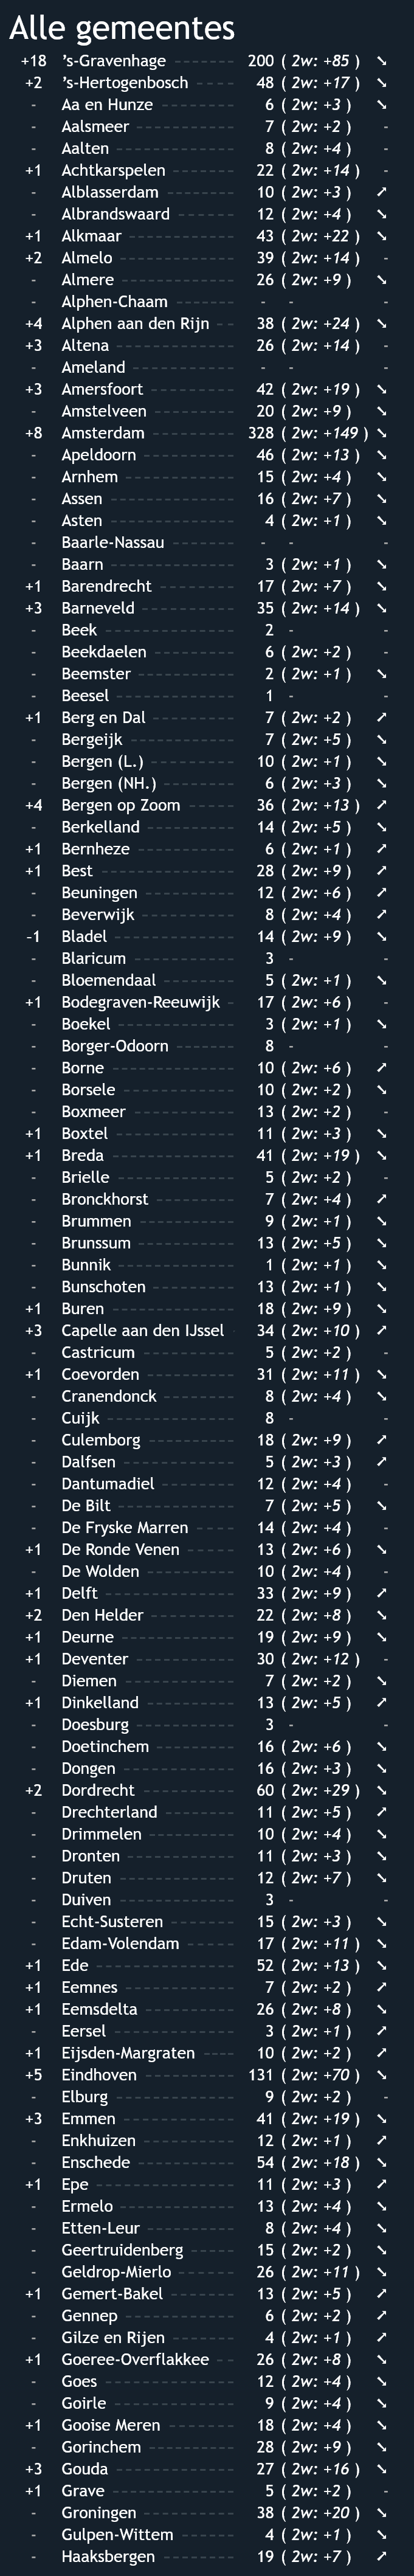 Alle gemeentes
+18 's-Gravenhage 200 ( 2w: +85 ) ➘
+2 's-Hertogenbosch 48 ( 2w: +17 ) ➘
- Aa en Hunze 6 ( 2w: +3 ) ➘
- Aalsmeer 7 ( 2w: +2 ) -
- Aalten 8 ( 2w: +4 ) -
+1 Achtkarspelen 22 ( 2w: +14 ) -
- Alblasserdam 10 ( 2w: +3 ) ➚
- Albrandswaard 12 ( 2w: +4 ) ➘
+1 Alkmaar 43 ( 2w: +22 ) ➘
+2 Almelo 39 ( 2w: +14 ) -
- Almere 26 ( 2w: +9 ) ➘
- Alphen-Chaam - - -
+4 Alphen aan den Rijn 38 ( 2w: +24 ) ➘
+3 Altena 26 ( 2w: +14 ) -
- Ameland - - -
+3 Amersfoort 42 ( 2w: +19 ) ➘
- Amstelveen 20 ( 2w: +9 ) ➘
+8 Amsterdam 328 ( 2w: +149 ) ➘
- Apeldoorn 46 ( 2w: +13 ) ➘
- Arnhem 15 ( 2w: +4 ) ➘
- Assen 16 ( 2w: +7 ) ➘
- Asten 4 ( 2w: +1 ) ➘
- Baarle-Nassau - - -
- Baarn 3 ( 2w: +1 ) ➘
+1 Barendrecht 17 ( 2w: +7 ) ➘
+3 Barneveld 35 ( 2w: +14 ) ➘
- Beek 2 - -
- Beekdaelen 6 ( 2w: +2 ) -
- Beemster 2 ( 2w: +1 ) ➘
- Beesel 1 - -
+1 Berg en Dal 7 ( 2w: +2 ) ➚
- Bergeijk 7 ( 2w: +5 ) ➘
- Bergen (L.) 10 ( 2w: +1 ) ➘
- Bergen (NH.) 6 ( 2w: +3 ) ➘
+4 Bergen op Zoom 36 ( 2w: +13 ) ➚
- Berkelland 14 ( 2w: +5 ) ➘
+1 Bernheze 6 ( 2w: +1 ) ➚
+1 Best 28 ( 2w: +9 ) ➚
- Beuningen 12 ( 2w: +6 ) ➚
- Beverwijk 8 ( 2w: +4 ) ➚
-1 Bladel 14 ( 2w: +9 ) ➘
- Blaricum 3 - -
- Bloemendaal 5 ( 2w: +1 ) ➘
+1 Bodegraven-Reeuwijk 17 ( 2w: +6 ) -
- Boekel 3 ( 2w: +1 ) ➘
- Borger-Odoorn 8 - -
- Borne 10 ( 2w: +6 ) ➚
- Borsele 10 ( 2w: +2 ) ➘
- Boxmeer 13 ( 2w: +2 ) -
+1 Boxtel 11 ( 2w: +3 ) ➘
+1 Breda 41 ( 2w: +19 ) ➘
- Brielle 5 ( 2w: +2 ) -
- Bronckhorst 7 ( 2w: +4 ) ➚
- Brummen 9 ( 2w: +1 ) ➘
- Brunssum 13 ( 2w: +5 ) ➘
- Bunnik 1 ( 2w: +1 ) ➘
- Bunschoten 13 ( 2w: +1 ) ➘
+1 Buren 18 ( 2w: +9 ) ➘
+3 Capelle aan den IJssel 34 ( 2w: +10 ) ➚
- Castricum 5 ( 2w: +2 ) -
+1 Coevorden 31 ( 2w: +11 ) ➘
- Cranendonck 8 ( 2w: +4 ) ➘
- Cuijk 8 - -
- Culemborg 18 ( 2w: +9 ) ➚
- Dalfsen 5 ( 2w: +3 ) ➚
- Dantumadiel 12 ( 2w: +4 ) -
- De Bilt 7 ( 2w: +5 ) ➘
- De Fryske Marren 14 ( 2w: +4 ) -
+1 De Ronde Venen 13 ( 2w: +6 ) ➘
- De Wolden 10 ( 2w: +4 ) -
+1 Delft 33 ( 2w: +9 ) ➚
+2 Den Helder 22 ( 2w: +8 ) ➘
+1 Deurne 19 ( 2w: +9 ) ➘
+1 Deventer 30 ( 2w: +12 ) -
- Diemen 7 ( 2w: +2 ) ➘
+1 Dinkelland 13 ( 2w: +5 ) ➚
- Doesburg 3 - -
- Doetinchem 16 ( 2w: +6 ) ➘
- Dongen 16 ( 2w: +3 ) ➘
+2 Dordrecht 60 ( 2w: +29 ) ➘
- Drechterland 11 ( 2w: +5 ) ➚
- Drimmelen 10 ( 2w: +4 ) ➘
- Dronten 11 ( 2w: +3 ) ➘
- Druten 12 ( 2w: +7 ) ➘
- Duiven 3 - -
- Echt-Susteren 15 ( 2w: +3 ) ➘
- Edam-Volendam 17 ( 2w: +11 ) ➘
+1 Ede 52 ( 2w: +13 ) ➘
+1 Eemnes 7 ( 2w: +2 ) ➚
+1 Eemsdelta 26 ( 2w: +8 ) ➘
- Eersel 3 ( 2w: +1 ) ➚
+1 Eijsden-Margraten 10 ( 2w: +2 ) ➚
+5 Eindhoven 131 ( 2w: +70 ) ➘
- Elburg 9 ( 2w: +2 ) -
+3 Emmen 41 ( 2w: +19 ) ➘
- Enkhuizen 12 ( 2w: +1 ) ➚
- Enschede 54 ( 2w: +18 ) ➘
+1 Epe 11 ( 2w: +3 ) ➚
- Ermelo 13 ( 2w: +4 ) ➘
- Etten-Leur 8 ( 2w: +4 ) ➘
- Geertruidenberg 15 ( 2w: +2 ) ➘
- Geldrop-Mierlo 26 ( 2w: +11 ) ➘
+1 Gemert-Bakel 13 ( 2w: +5 ) ➚
- Gennep 6 ( 2w: +2 ) ➚
- Gilze en Rijen 4 ( 2w: +1 ) ➚
+1 Goeree-Overflakkee 26 ( 2w: +8 ) ➘
- Goes 12 ( 2w: +4 ) ➘
- Goirle 9 ( 2w: +4 ) ➘
+1 Gooise Meren 18 ( 2w: +4 ) ➘
- Gorinchem 28 ( 2w: +9 ) ➘
+3 Gouda 27 ( 2w: +16 ) ➘
+1 Grave 5 ( 2w: +2 ) -
- Groningen 38 ( 2w: +20 ) ➘
- Gulpen-Wittem 4 ( 2w: +1 ) ➘
- Haaksbergen 19 ( 2w: +7 ) ➚